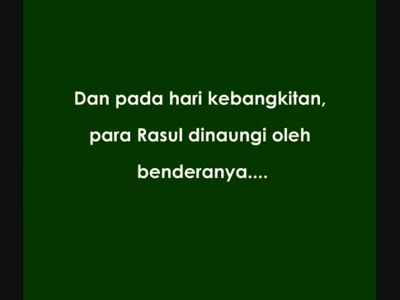 Dan pada hari kebangkitan,
para Rasul dinaungi oleh
benderanya....